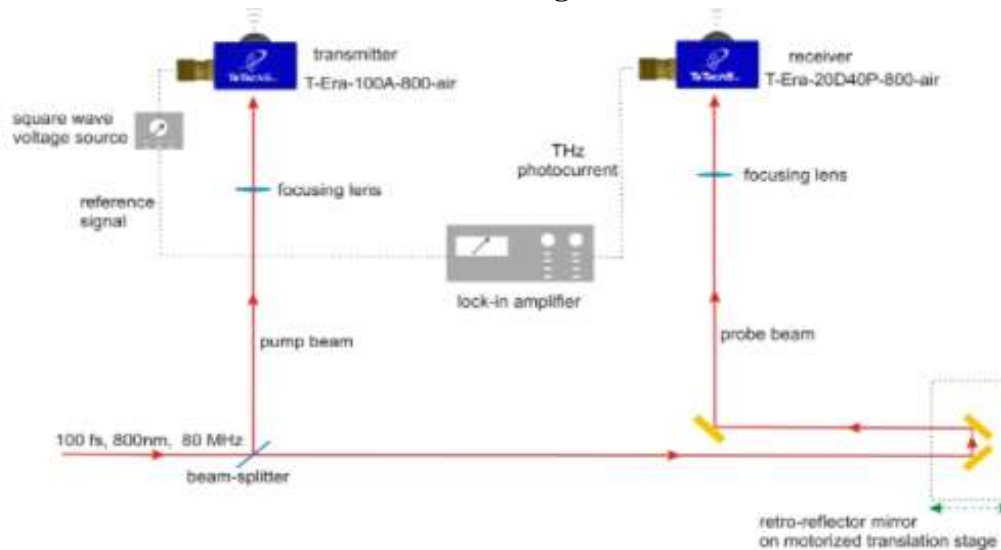 transmitter
T-Era-100A-800-air
receiver
T-Era-20D40P-800-air
square wave
voltage source
THz
photocurrent
focusing lens
focusing lens
reference
signal
lock-in amplifier
pump beam
probe beam
100 fs, 800nm, 80 MHz
beam-splitter
retro-reflector mirror
on motorized translation stage